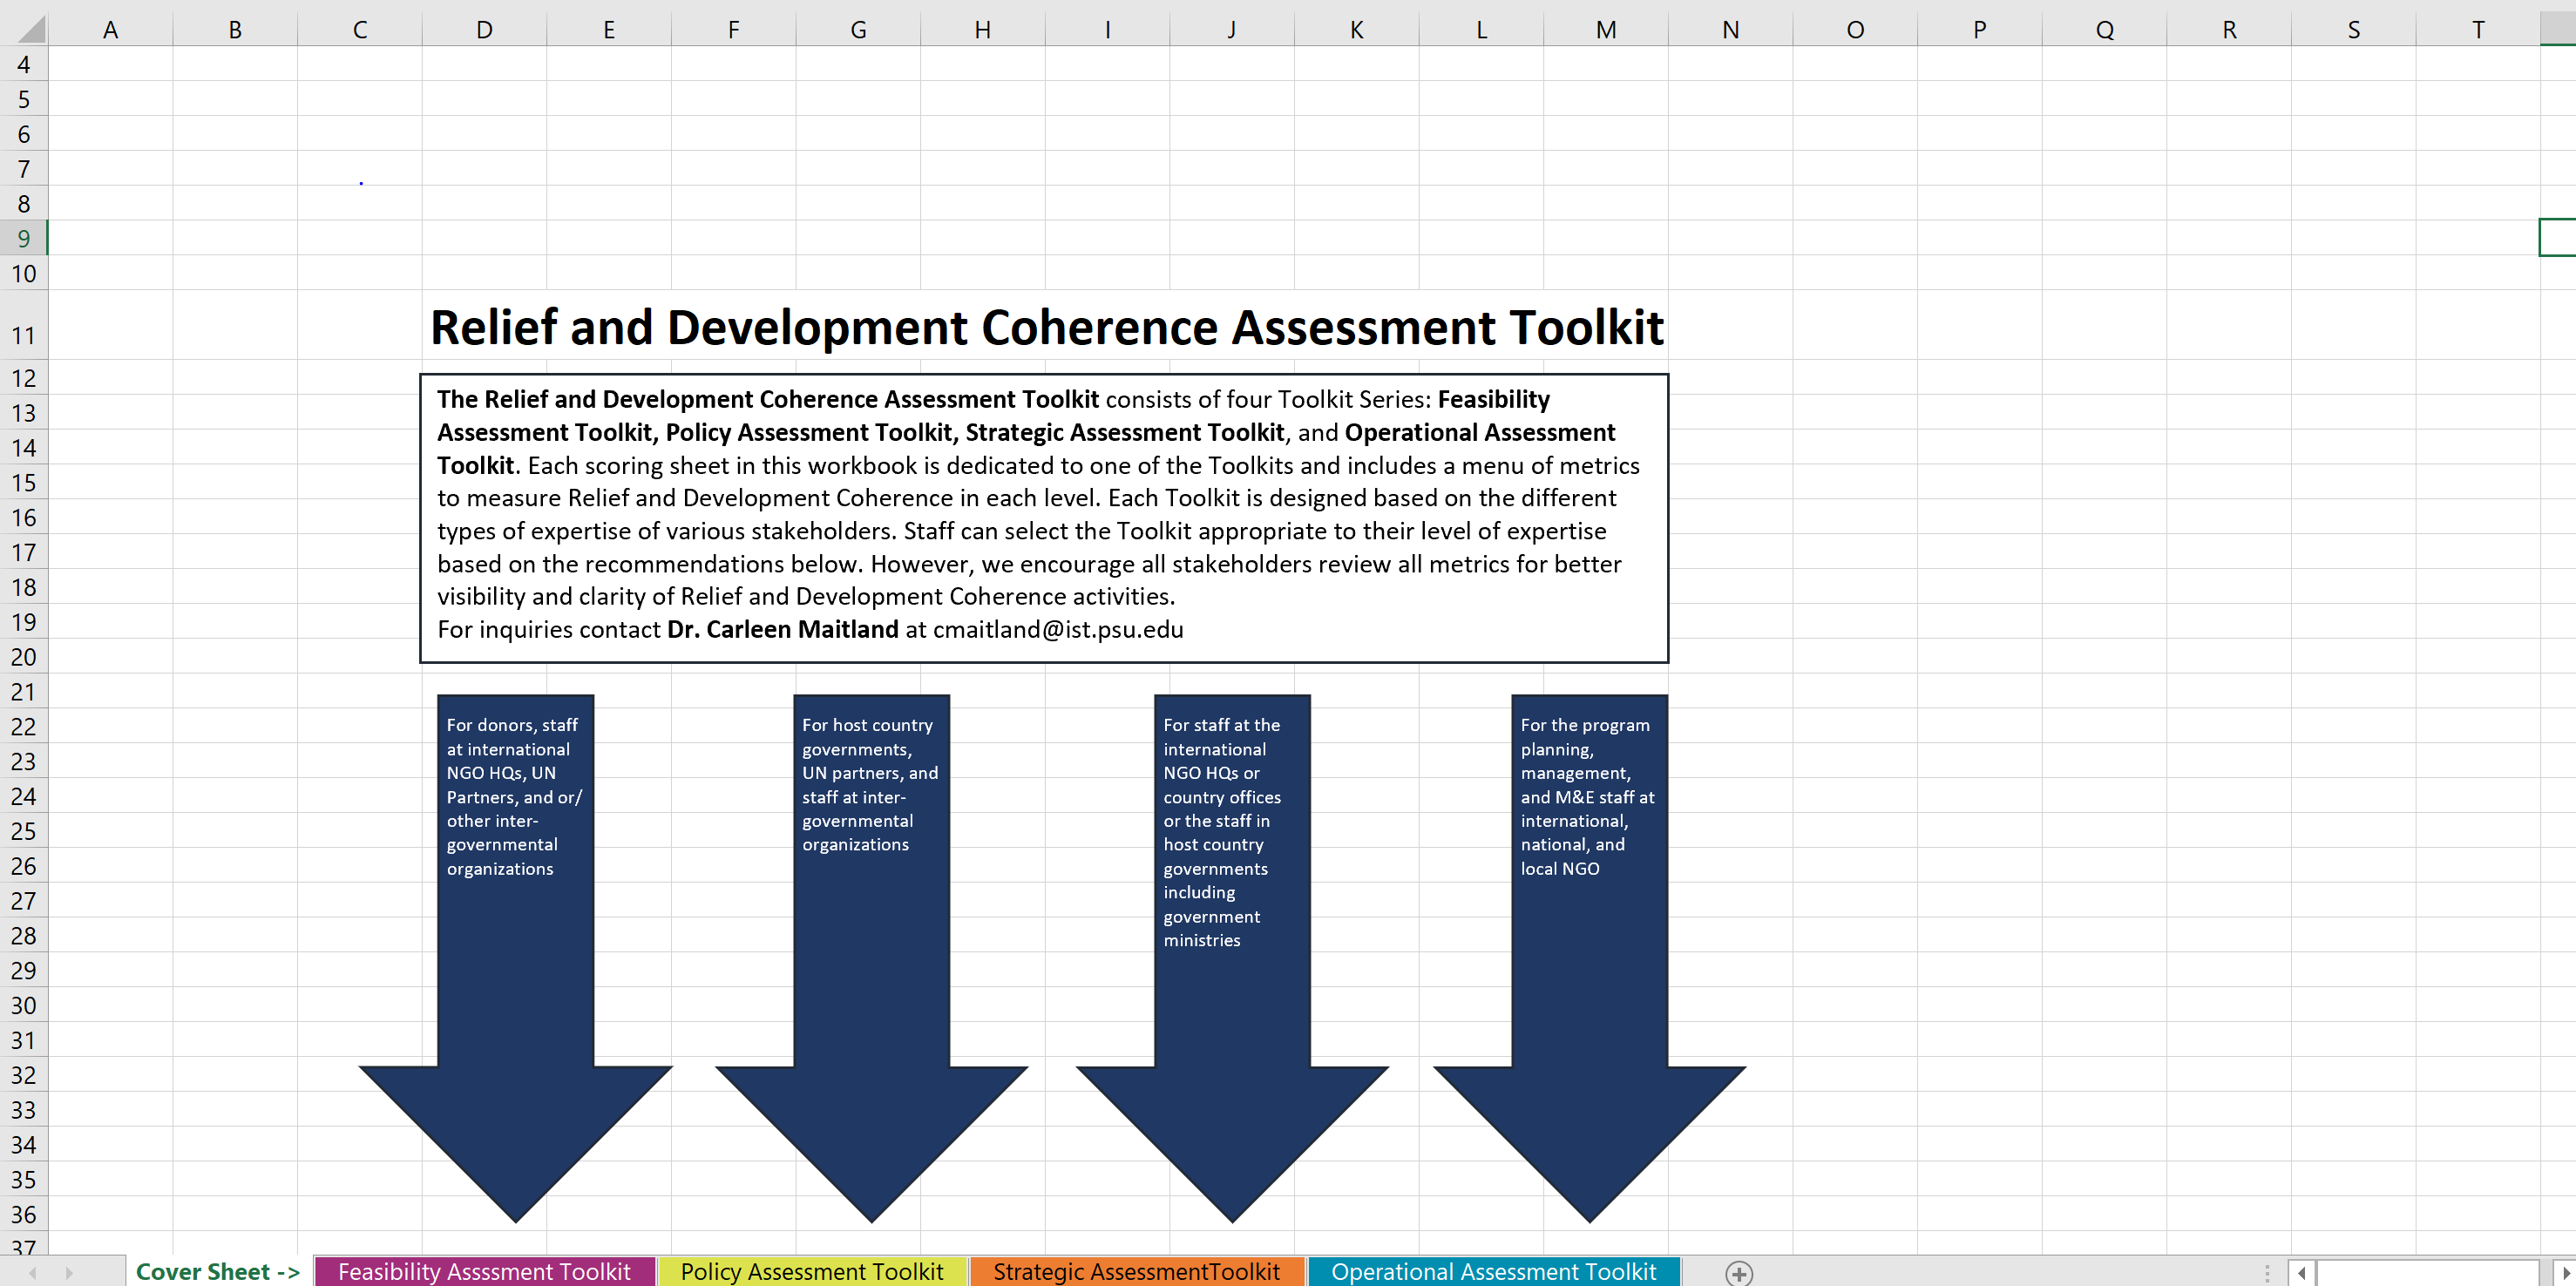 A B C D E F G H I J K L M N O P Q R S T
4
5
6
7
8
9
10
11
Relief and Development Coherence Assessment Toolkit
12
13
14
15
16
17
18
19
20
The Relief and Development Coherence Assessment Toolkit consists of four Toolkit Series: Feasibility
Assessment Toolkit, Policy Assessment Toolkit, Strategic Assessment Toolkit, and Operational Assessment
Toolkit. Each scoring sheet in this workbook is dedicated to one of the Toolkits and includes a menu of metrics
to measure Relief and Development Coherence in each level. Each Toolkit is designed based on the different
types of expertise of various stakeholders. Staff can select the Toolkit appropriate to their level of expertise
based on the recommendations below. However, we encourage all stakeholders review all metrics for better
visibility and clarity of Relief and Development Coherence activities.
For inquiries contact Dr. Carleen Maitland at cmaitland@ist.psu.edu
21
22
23
24
25
26
27
28
29
30
31
32
33
34
35
36
37
For donors, staff
at international
NGO HQs, UN
Partners, and or/
other inter-
governmental
organizations
For host country
governments,
UN partners, and
staff at inter-
governmental
organizations
For staff at the
international
NGO HQs or
country offices
or the staff in
host country
governments
including
government
ministries
For the program
planning,
management,
and M&E staff at
international,
national, and
local NGO
Cover Sheet -> Feasibility Asssment Toolkit Policy Assessment Toolkit Strategic AssessmentToolkit Operational Assessment Toolkit